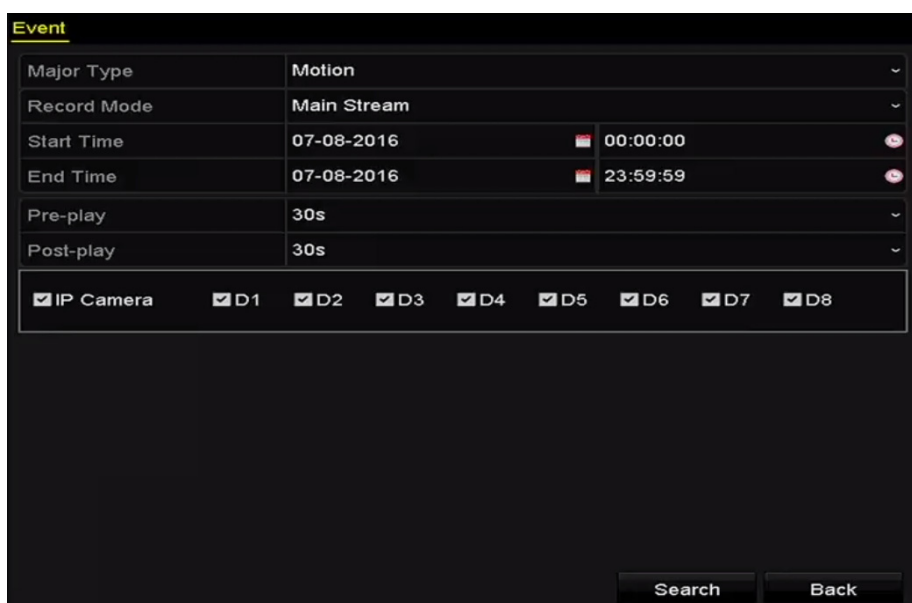 Event
Major Type Motion
Record Mode Main Stream
Start Time 07-08-2016 00:00:00
End Time 07-08-2016 23:59:59
Pre-play 30s
Post-play 30s
IP Camera D1 D2 D3 D4 D5 D6 D7 D8
Search Back